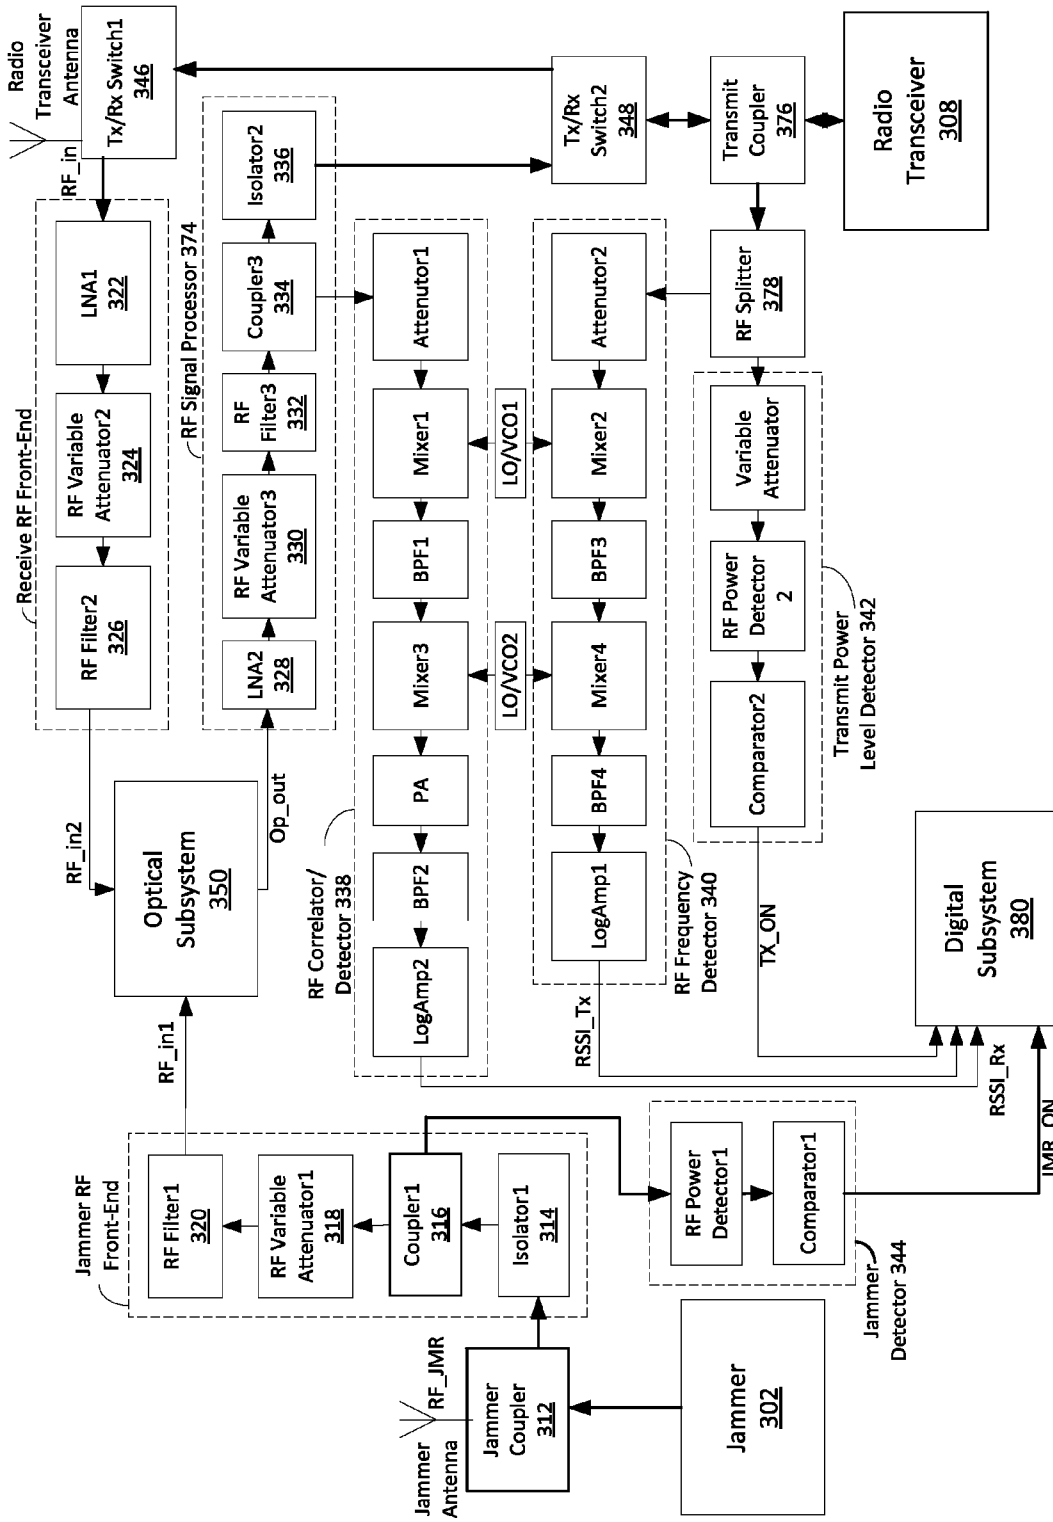 Jammer
Antenna
RF_JMR
Jammer
Coupler
312
Jammer
302
Jammer RF
Front-End
RF Filter1
320
RF Variable
Attenuator1
318
Coupler1
316
Isolator1
314
RF Power
Detector1
Comparator1
Jammer
Detector 344
JMR_ON
RF_in1
RF_in2
Optical
Subsystem
350
Op_out
Receive RF Front-End
RF Filter2
326
RF Variable
Attenuator2
324
LNA1
322
RF_in
Radio
Transceiver
Antenna
Tx/Rx Switch1
346
RF Signal Processor 374
LNA2
328
RF Variable
Attenuator3
330
RF
Filter3
332
Coupler3
334
Isolator2
336
RF Correlator/
Detector 338
LogAmp2
BPF2
PA
Mixer3
BPF1
Mixer1
Attenutor1
LO/VCO2
LO/VCO1
RF Frequency
Detector 340
LogAmp1
BPF4
Mixer4
BPF3
Mixer2
Attenutor2
Tx/Rx
Switch2
348
Transmit
Coupler
376
Radio
Transceiver
308
RF Splitter
378
Variable
Attenuator
RF Power
Detector
2
Comparator2
Transmit Power
Level Detector 342
RSSI_Tx
TX_ON
RSSI_Rx
Digital
Subsystem
380